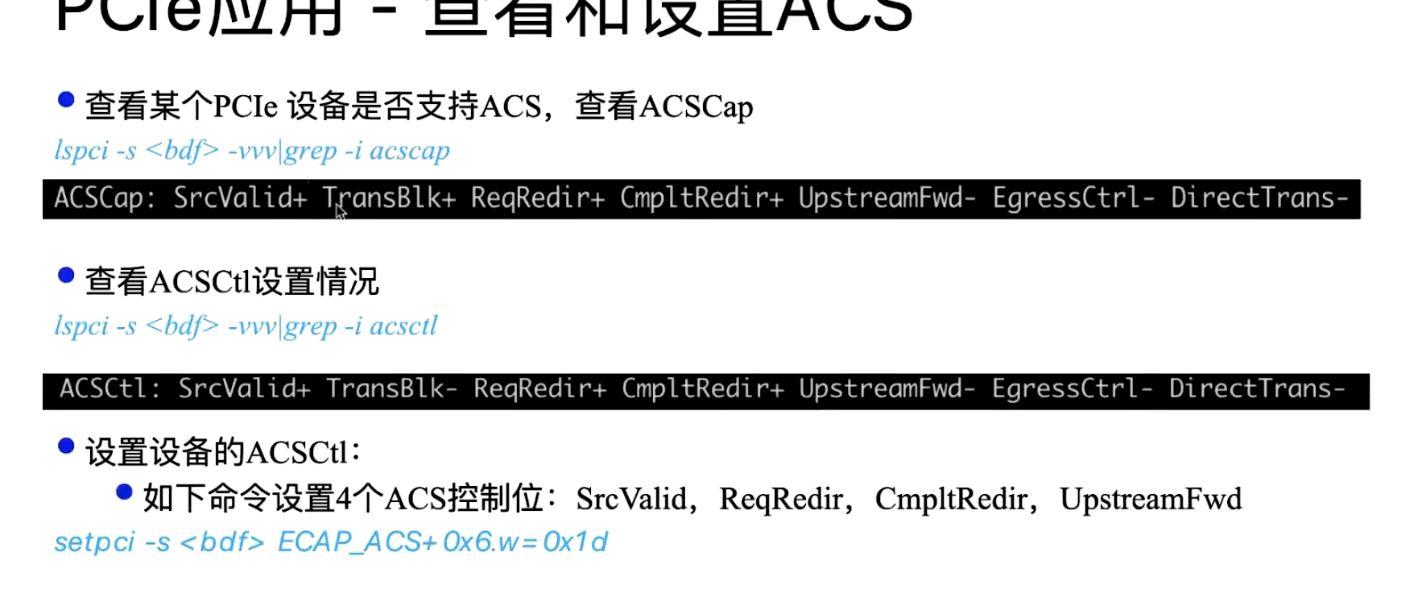 PCIe应用 - 查看和设置ACS
查看某个PCIe 设备是否支持ACS，查看ACSCap
lspci -s <bdf> -vvv|grep -i acscap
ACSCap: SrcValid+ TransBlk+ ReqRedir+ CmpltRedir+ UpstreamFwd- EgressCtrl- DirectTrans-
查看ACSCtl设置情况
lspci -s <bdf> -vvv|grep -i acsctl
ACSCtl: SrcValid+ TransBlk- ReqRedir+ CmpltRedir+ UpstreamFwd- EgressCtrl- DirectTrans-
设置设备的ACSCtl：
如下命令设置4个ACS控制位：SrcValid，ReqRedir，CmpltRedir，UpstreamFwd
setpci -s <bdf> ECAP_ACS+0x6.w=0x1d